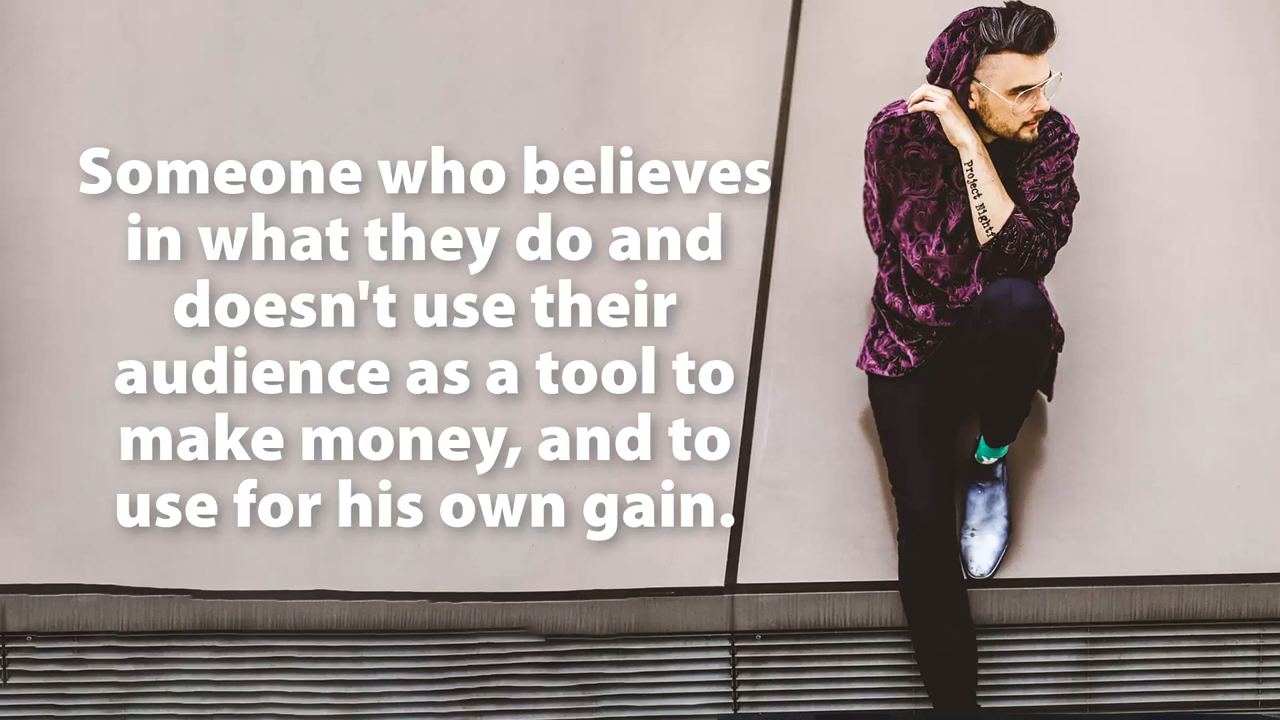 Someone who believes
in what they do and
doesn't use their
audience as a tool to
make money, and to
use for his own gain.
Project